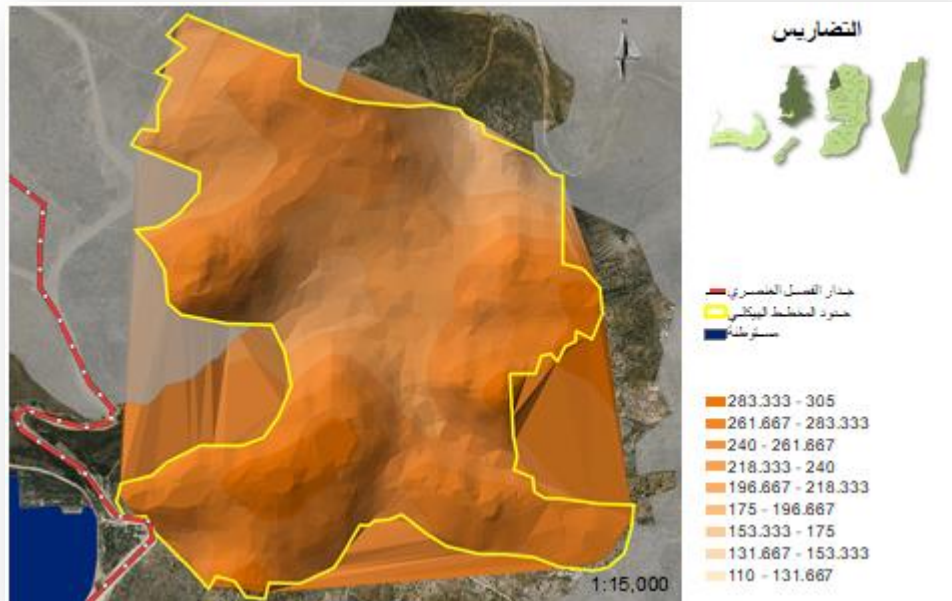 التضاريس
N
جدار الفصل العنصري
حدود المخطط الهيكلي
مستوطنة
283.333 - 305
261.667 - 283.333
240 - 261.667
218.333 - 240
196.667 - 218.333
175 - 196.667
153.333 - 175
131.667 - 153.333
110 - 131.667
1:15,000